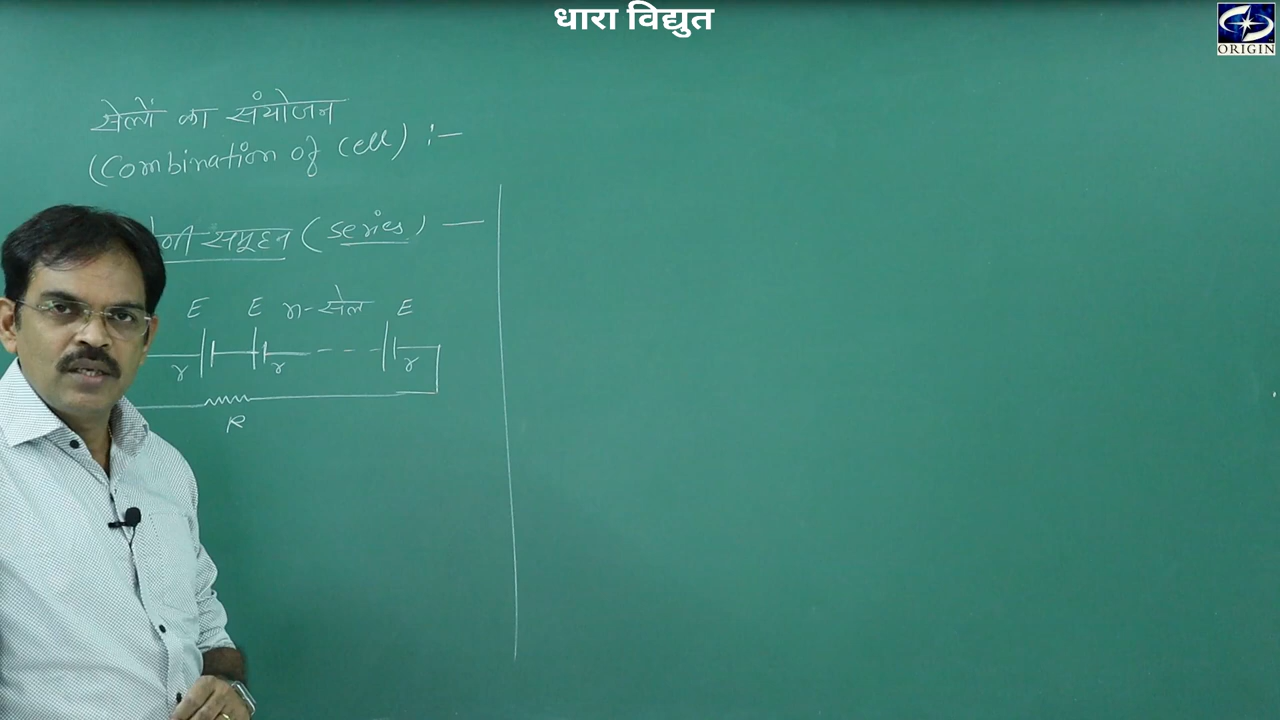 धारा विद्युत
ORIGIN
सेलों का संयोजन
(Combination of Cell) :-
समूहन (series) —
E E n-सेल E
r r r
R